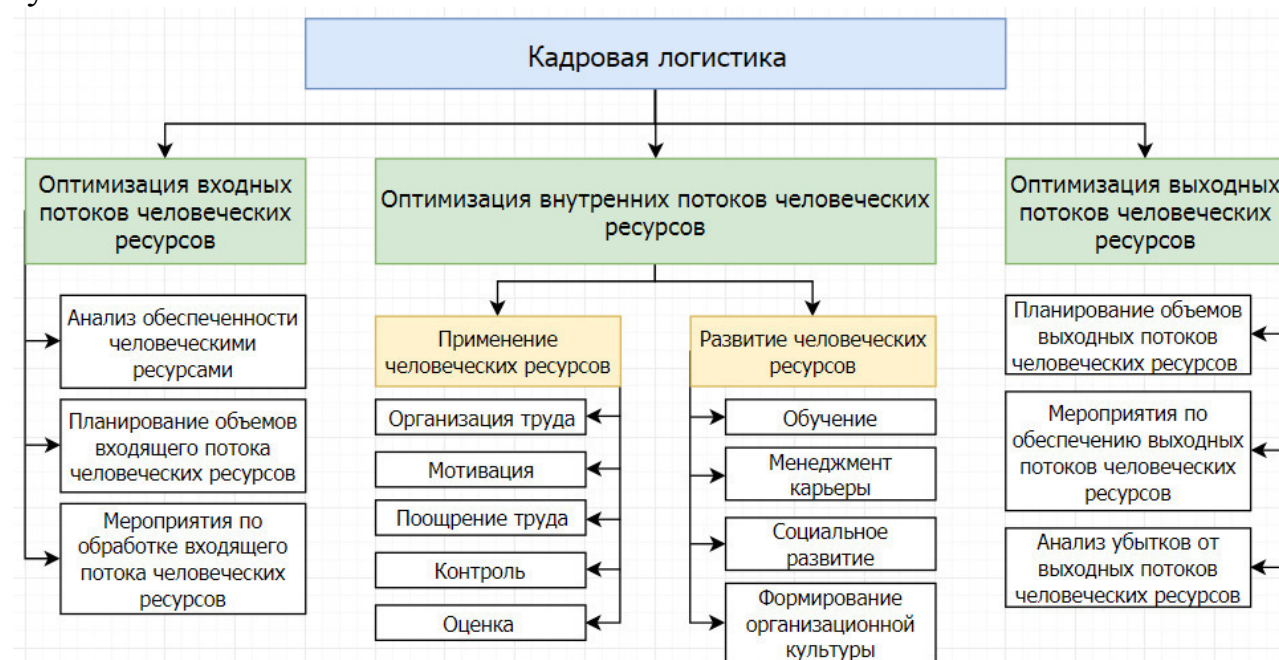 Кадровая логистика
Оптимизация входных
потоков человеческих
ресурсов
Анализ обеспеченности
человеческими
ресурсами
Планирование объемов
входящего потока
человеческих ресурсов
Мероприятия по
обработке входящего
потока человеческих
ресурсов
Оптимизация внутренних потоков человеческих
ресурсов
Применение
человеческих ресурсов
Организация труда
Мотивация
Поощрение труда
Контроль
Оценка
Развитие человеческих
ресурсов
Обучение
Менеджмент
карьеры
Социальное
развитие
Формирование
организационной
культуры
Оптимизация выходных
потоков человеческих
ресурсов
Планирование объемов
выходных потоков
человеческих ресурсов
Мероприятия по
обеспечению выходных
потоков человеческих
ресурсов
Анализ убытков от
выходных потоков
человеческих ресурсов